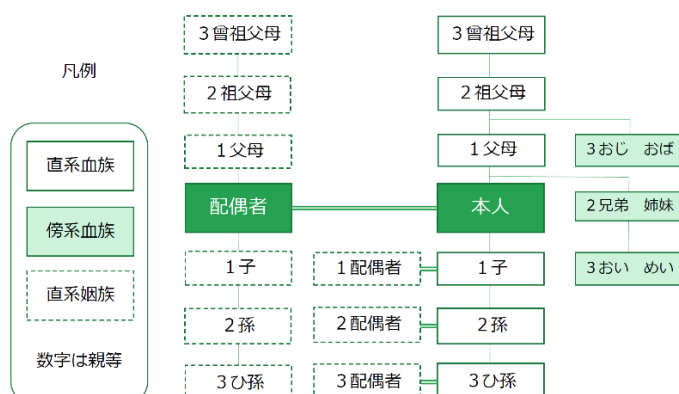 凡例
直系血族
傍系血族
直系姻族
数字は親等
3曾祖父母
2祖父母
1父母
配偶者
1子
2孫
3ひ孫
3曾祖父母
2祖父母
1父母
本人
1配偶者
1子
2配偶者
2孫
3配偶者
3ひ孫
3おじ おば
2兄弟 姉妹
3おい めい